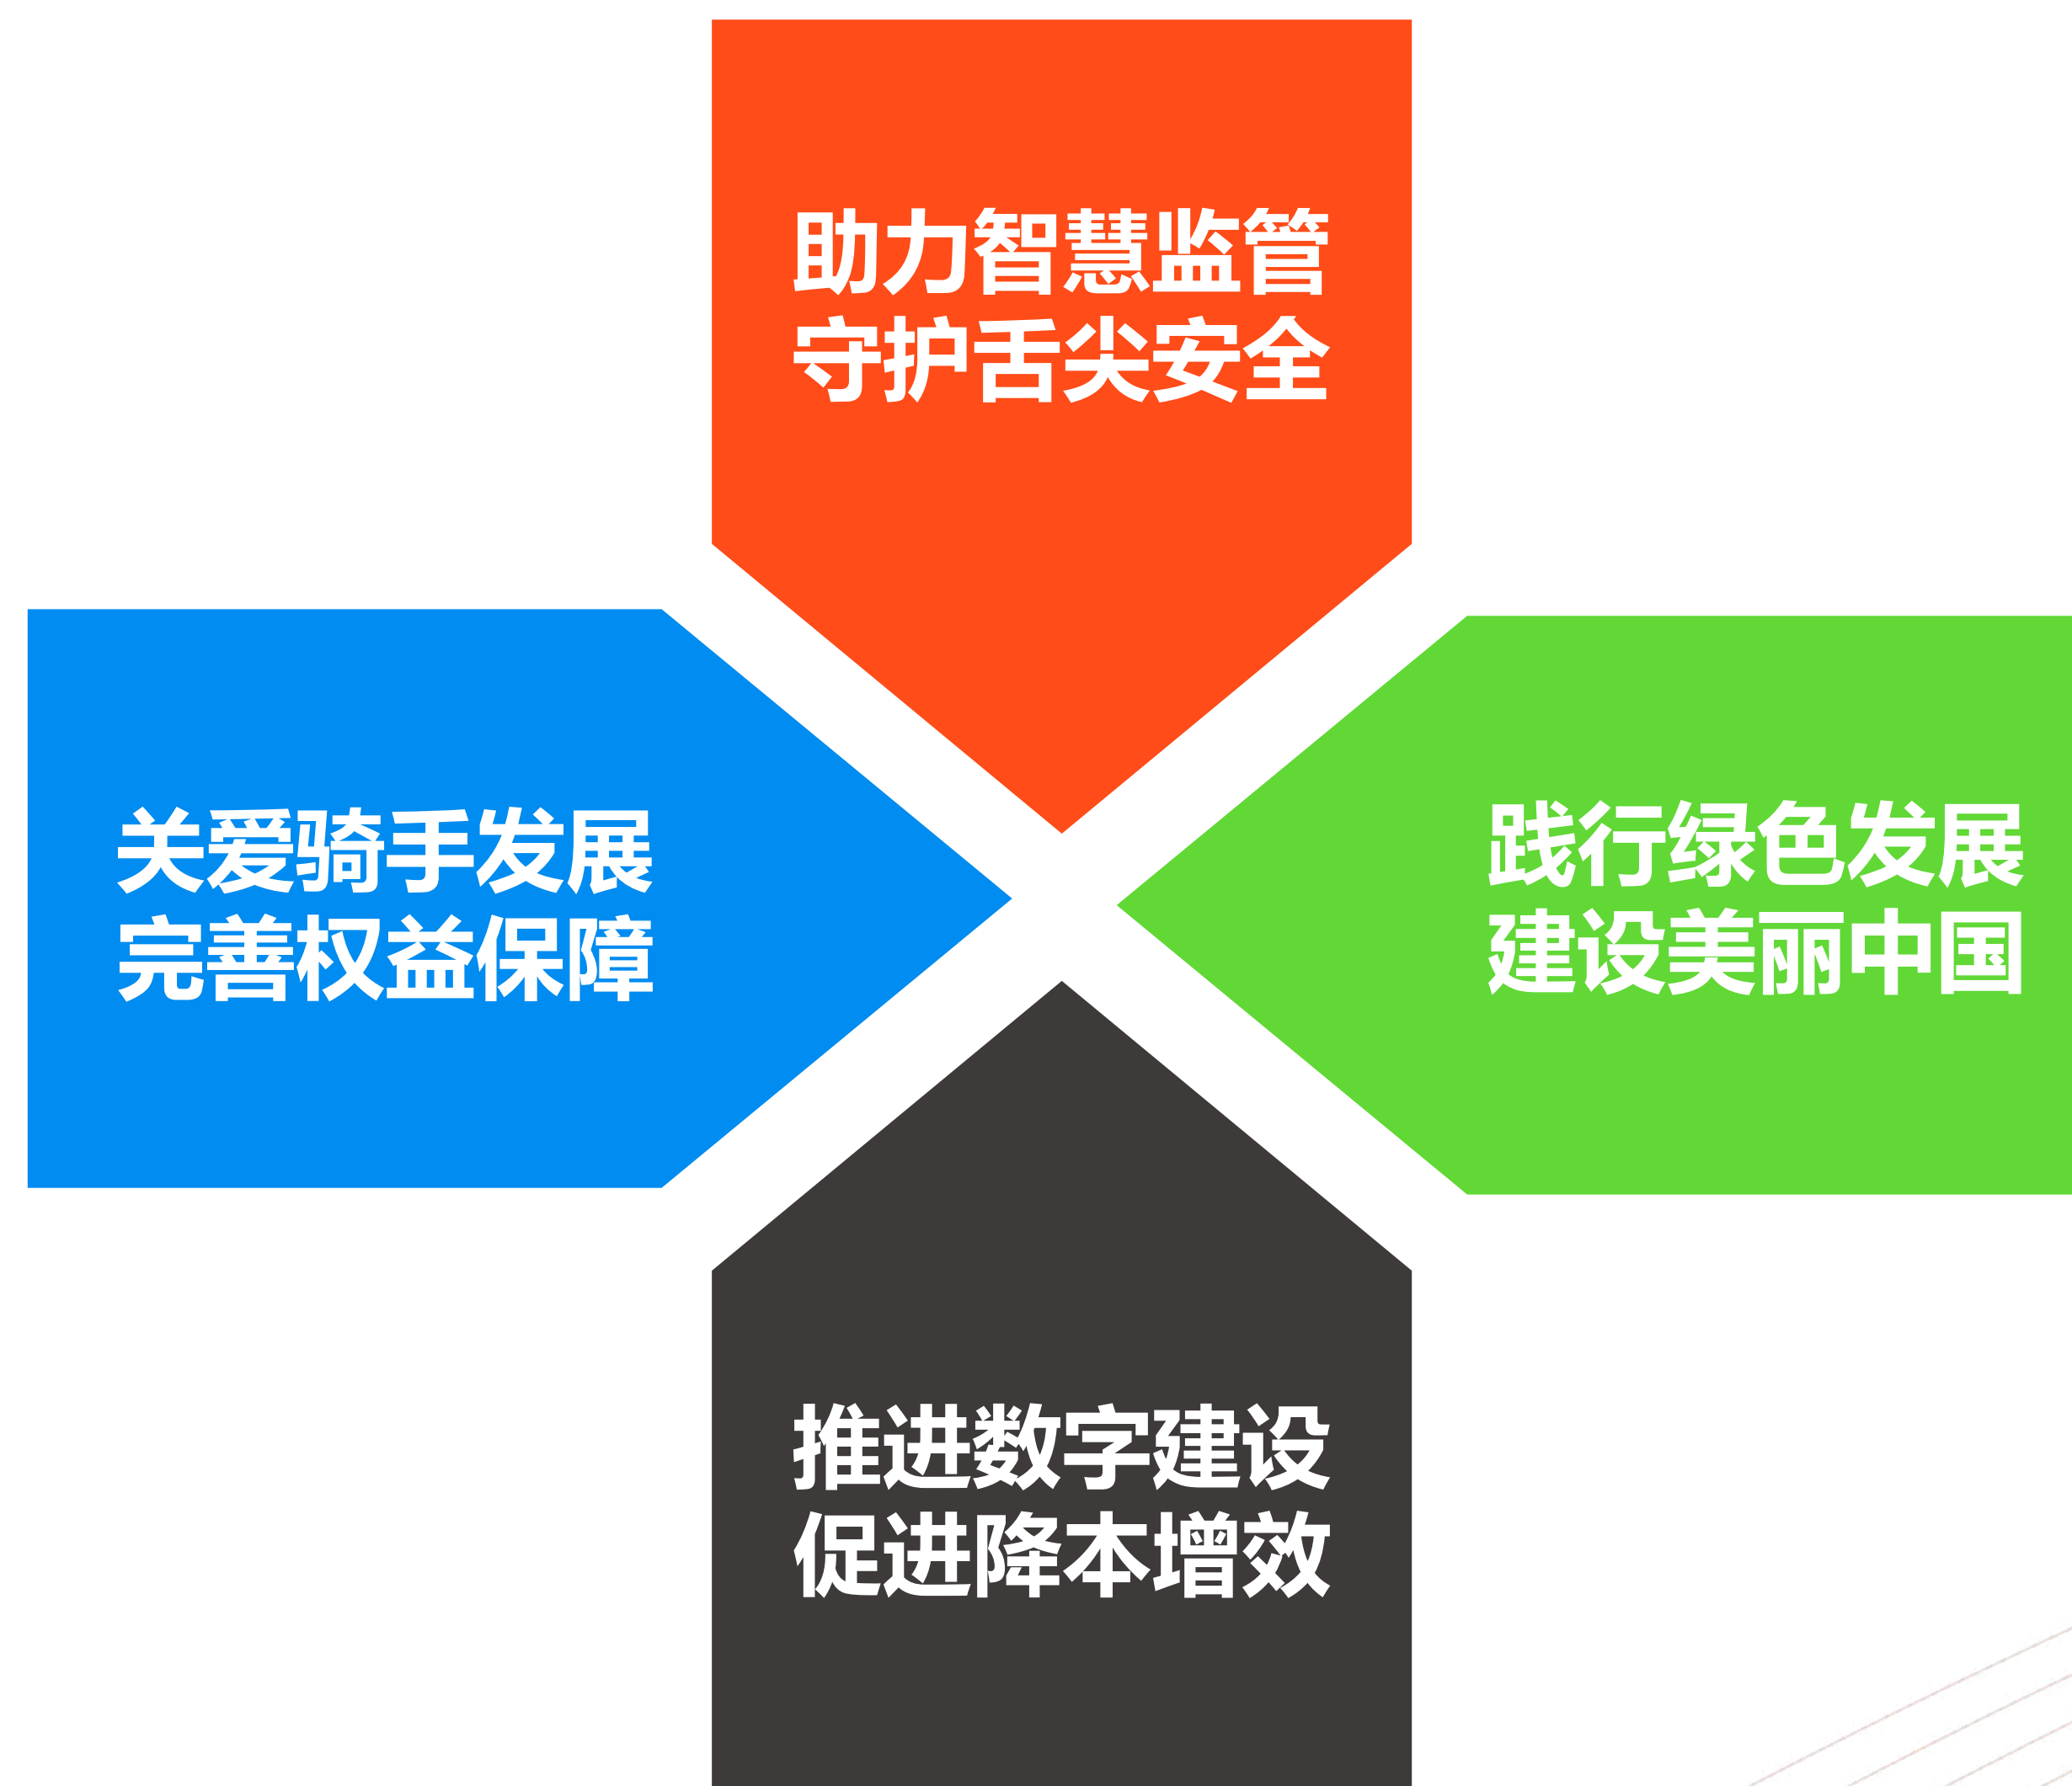 助力智慧监管
守护舌尖安全
关爱弱势发展
完善权益保障
践行绿色发展
建设美丽中国
推进数字建设
促进降本增效